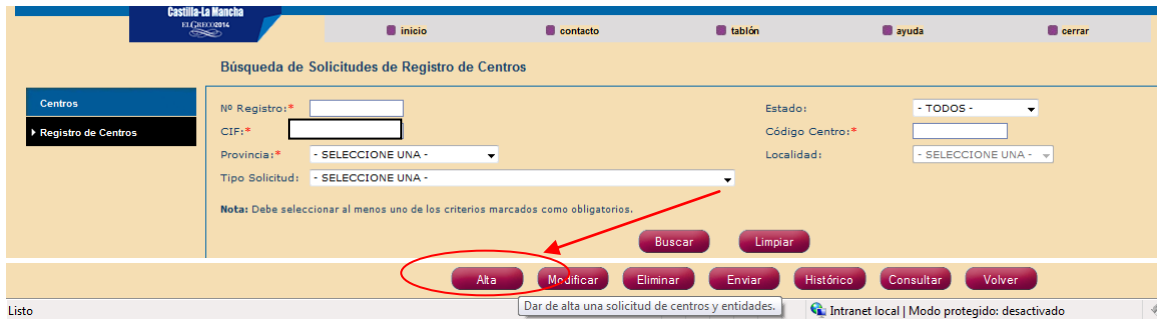 Castilla-La Mancha
EL GRECO2014
inicio contacto tablón ayuda cerrar
Búsqueda de Solicitudes de Registro de Centros
Centros
Registro de Centros
Nº Registro:* Estado: - TODOS -
CIF:* Código Centro:*
Provincia:* - SELECCIONE UNA - Localidad: - SELECCIONE UNA -
Tipo Solicitud: - SELECCIONE UNA -
Nota: Debe seleccionar al menos uno de los criterios marcados como obligatorios.
Buscar Limpiar
Alta Modificar Eliminar Enviar Histórico Consultar Volver
Dar de alta una solicitud de centros y entidades.
Listo Intranet local | Modo protegido: desactivado